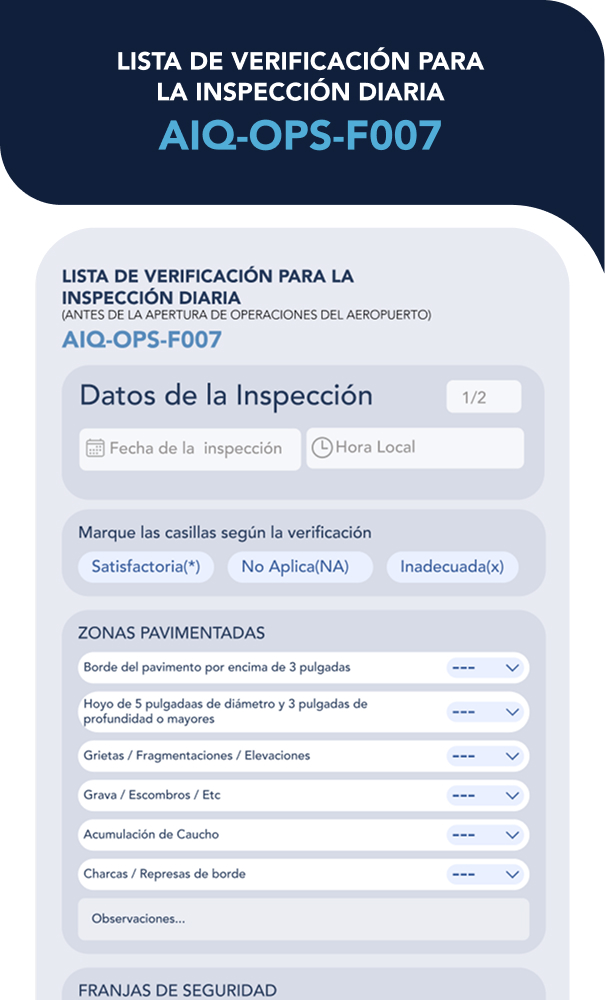 LISTA DE VERIFICACIÓN PARA
LA INSPECCIÓN DIARIA
AIQ-OPS-F007
LISTA DE VERIFICACIÓN PARA LA
INSPECCIÓN DIARIA
(ANTES DE LA APERTURA DE OPERACIONES DEL AEROPUERTO)
AIQ-OPS-F007
Datos de la Inspección
1/2
Fecha de la inspección
Hora Local
Marque las casillas según la verificación
Satisfactoria(*)
No Aplica(NA)
Inadecuada(x)
ZONAS PAVIMENTADAS
Borde del pavimento por encima de 3 pulgadas
---
Hoyo de 5 pulgadaas de diámetro y 3 pulgadas de
profundidad o mayores
---
Grietas / Fragmentaciones / Elevaciones
---
Grava / Escombros / Etc
---
Acumulación de Caucho
---
Charcas / Represas de borde
---
Observaciones...
FRANJAS DE SEGURIDAD